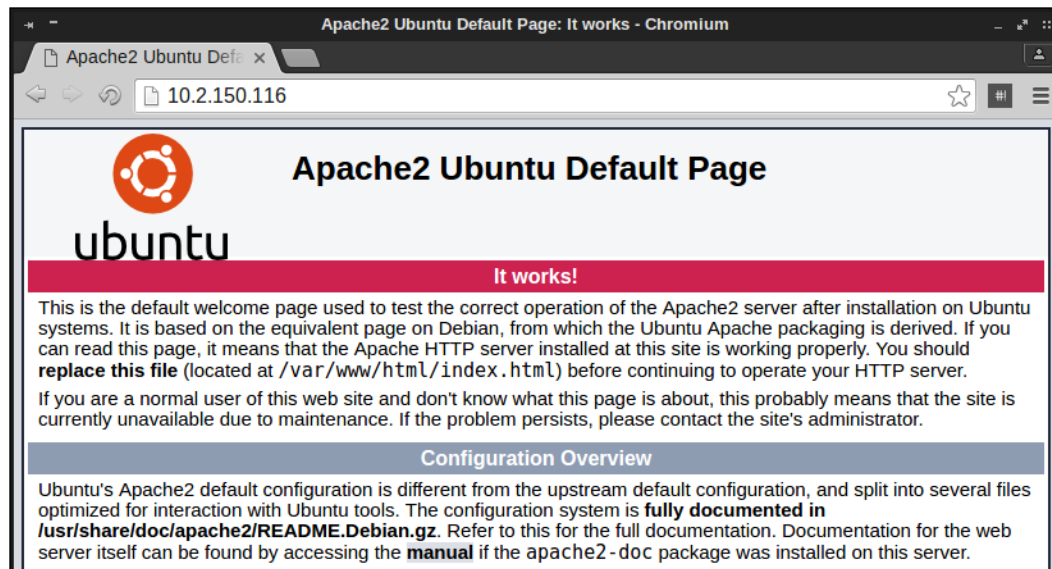 Apache2 Ubuntu Default Page: It works - Chromium
Apache2 Ubuntu Defa
10.2.150.116
#!
Apache2 Ubuntu Default Page
ubuntu
It works!
This is the default welcome page used to test the correct operation of the Apache2 server after installation on Ubuntu
systems. It is based on the equivalent page on Debian, from which the Ubuntu Apache packaging is derived. If you
can read this page, it means that the Apache HTTP server installed at this site is working properly. You should
replace this file (located at /var/www/html/index.html) before continuing to operate your HTTP server.
If you are a normal user of this web site and don't know what this page is about, this probably means that the site is
currently unavailable due to maintenance. If the problem persists, please contact the site's administrator.
Configuration Overview
Ubuntu's Apache2 default configuration is different from the upstream default configuration, and split into several files
optimized for interaction with Ubuntu tools. The configuration system is fully documented in
/usr/share/doc/apache2/README.Debian.gz. Refer to this for the full documentation. Documentation for the web
server itself can be found by accessing the manual if the apache2-doc package was installed on this server.